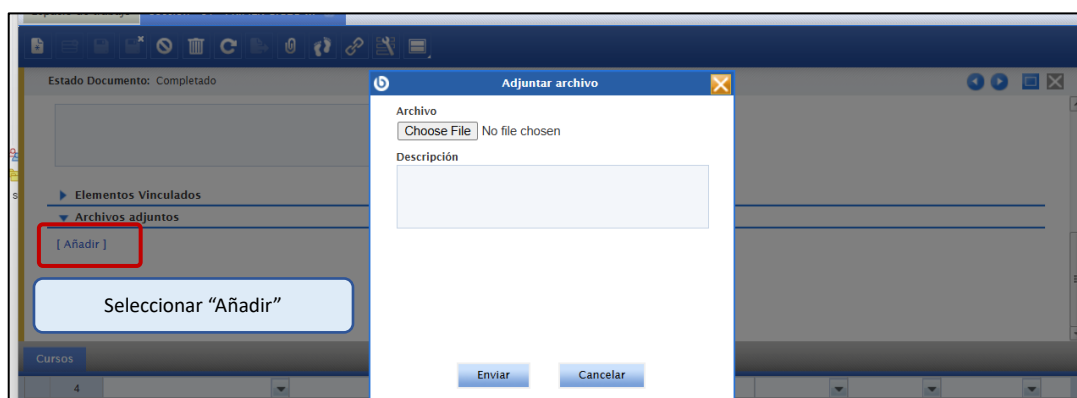 Estado Documento: Completado
Adjuntar archivo
Archivo
Choose File No file chosen
Descripción
Elementos Vinculados
Archivos adjuntos
[ Añadir ]
Seleccionar “Añadir”
Enviar Cancelar
Cursos
4